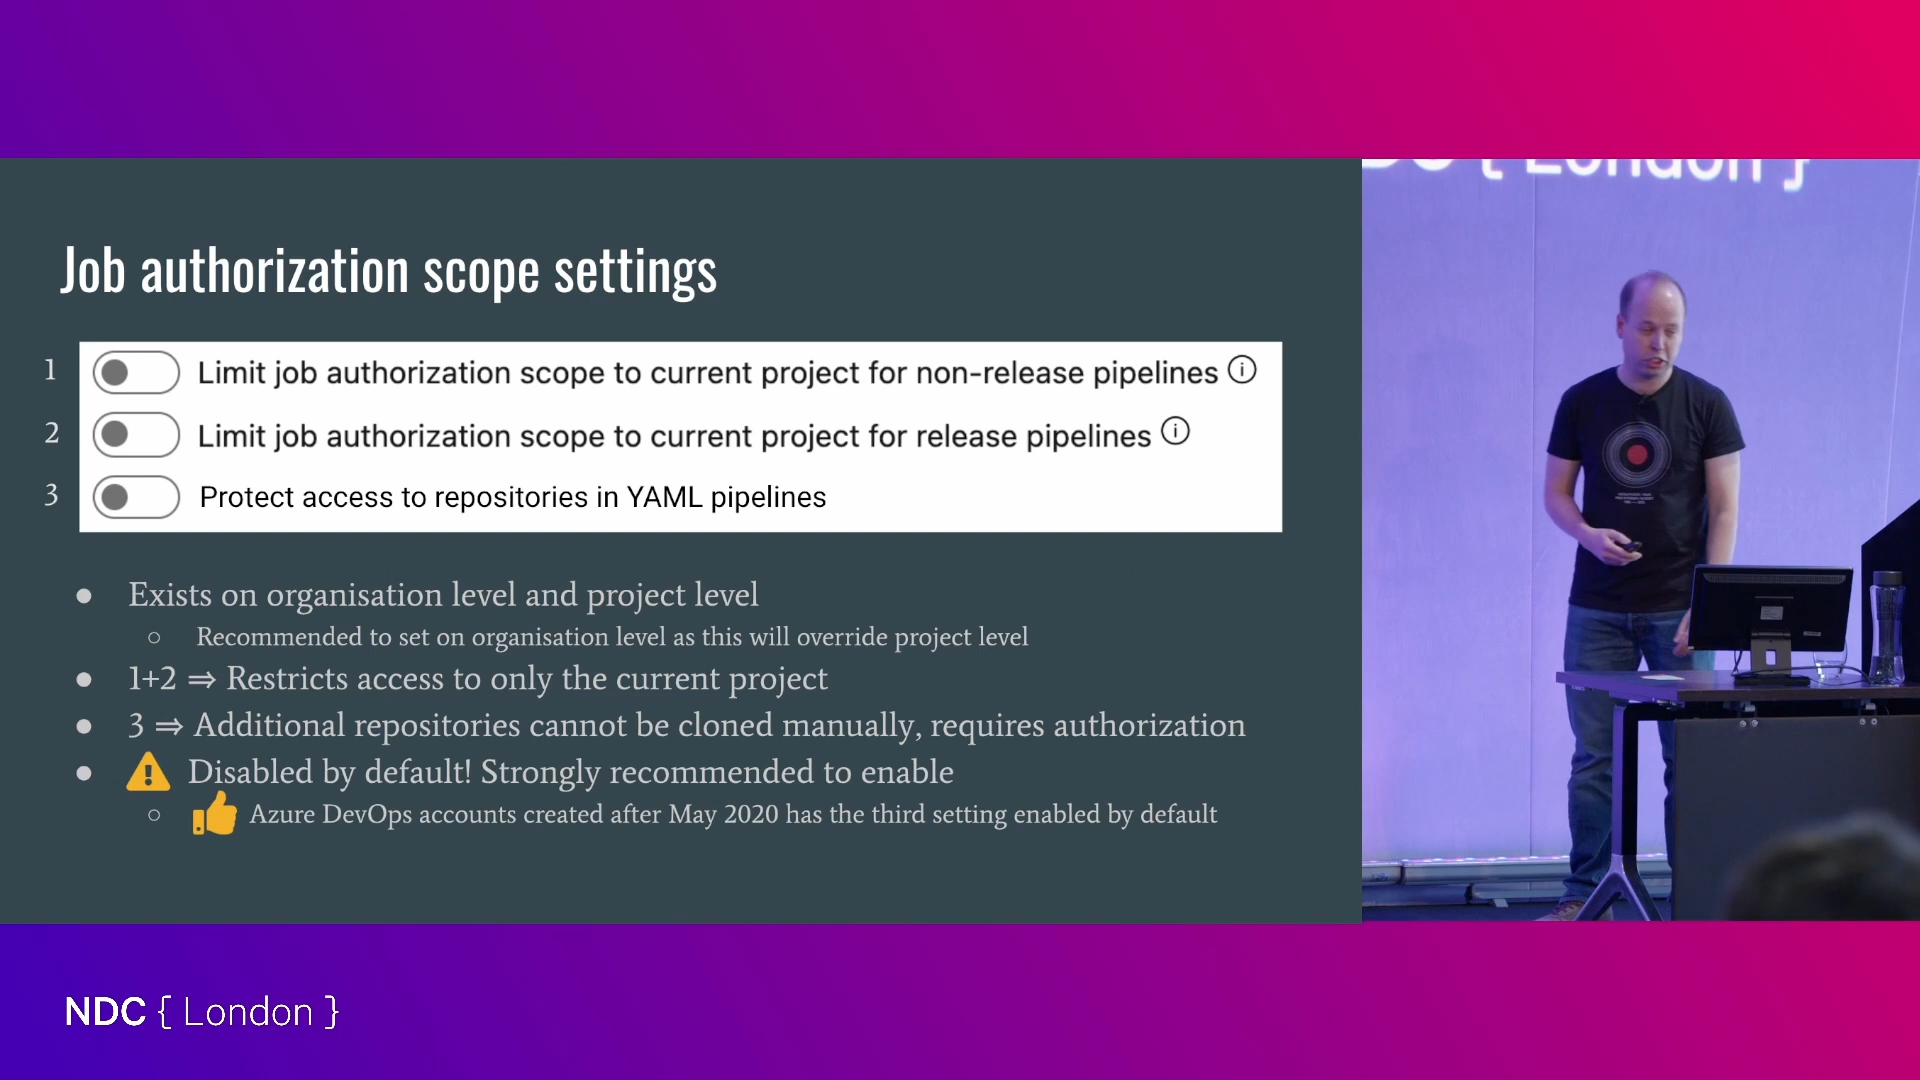 { London }
Job authorization scope settings
1 Limit job authorization scope to current project for non-release pipelines
2 Limit job authorization scope to current project for release pipelines
3 Protect access to repositories in YAML pipelines
● Exists on organisation level and project level
○ Recommended to set on organisation level as this will override project level
● 1+2 ⇒ Restricts access to only the current project
● 3 ⇒ Additional repositories cannot be cloned manually, requires authorization
● ⚠ Disabled by default! Strongly recommended to enable
○ 👍 Azure DevOps accounts created after May 2020 has the third setting enabled by default
NDC { London }